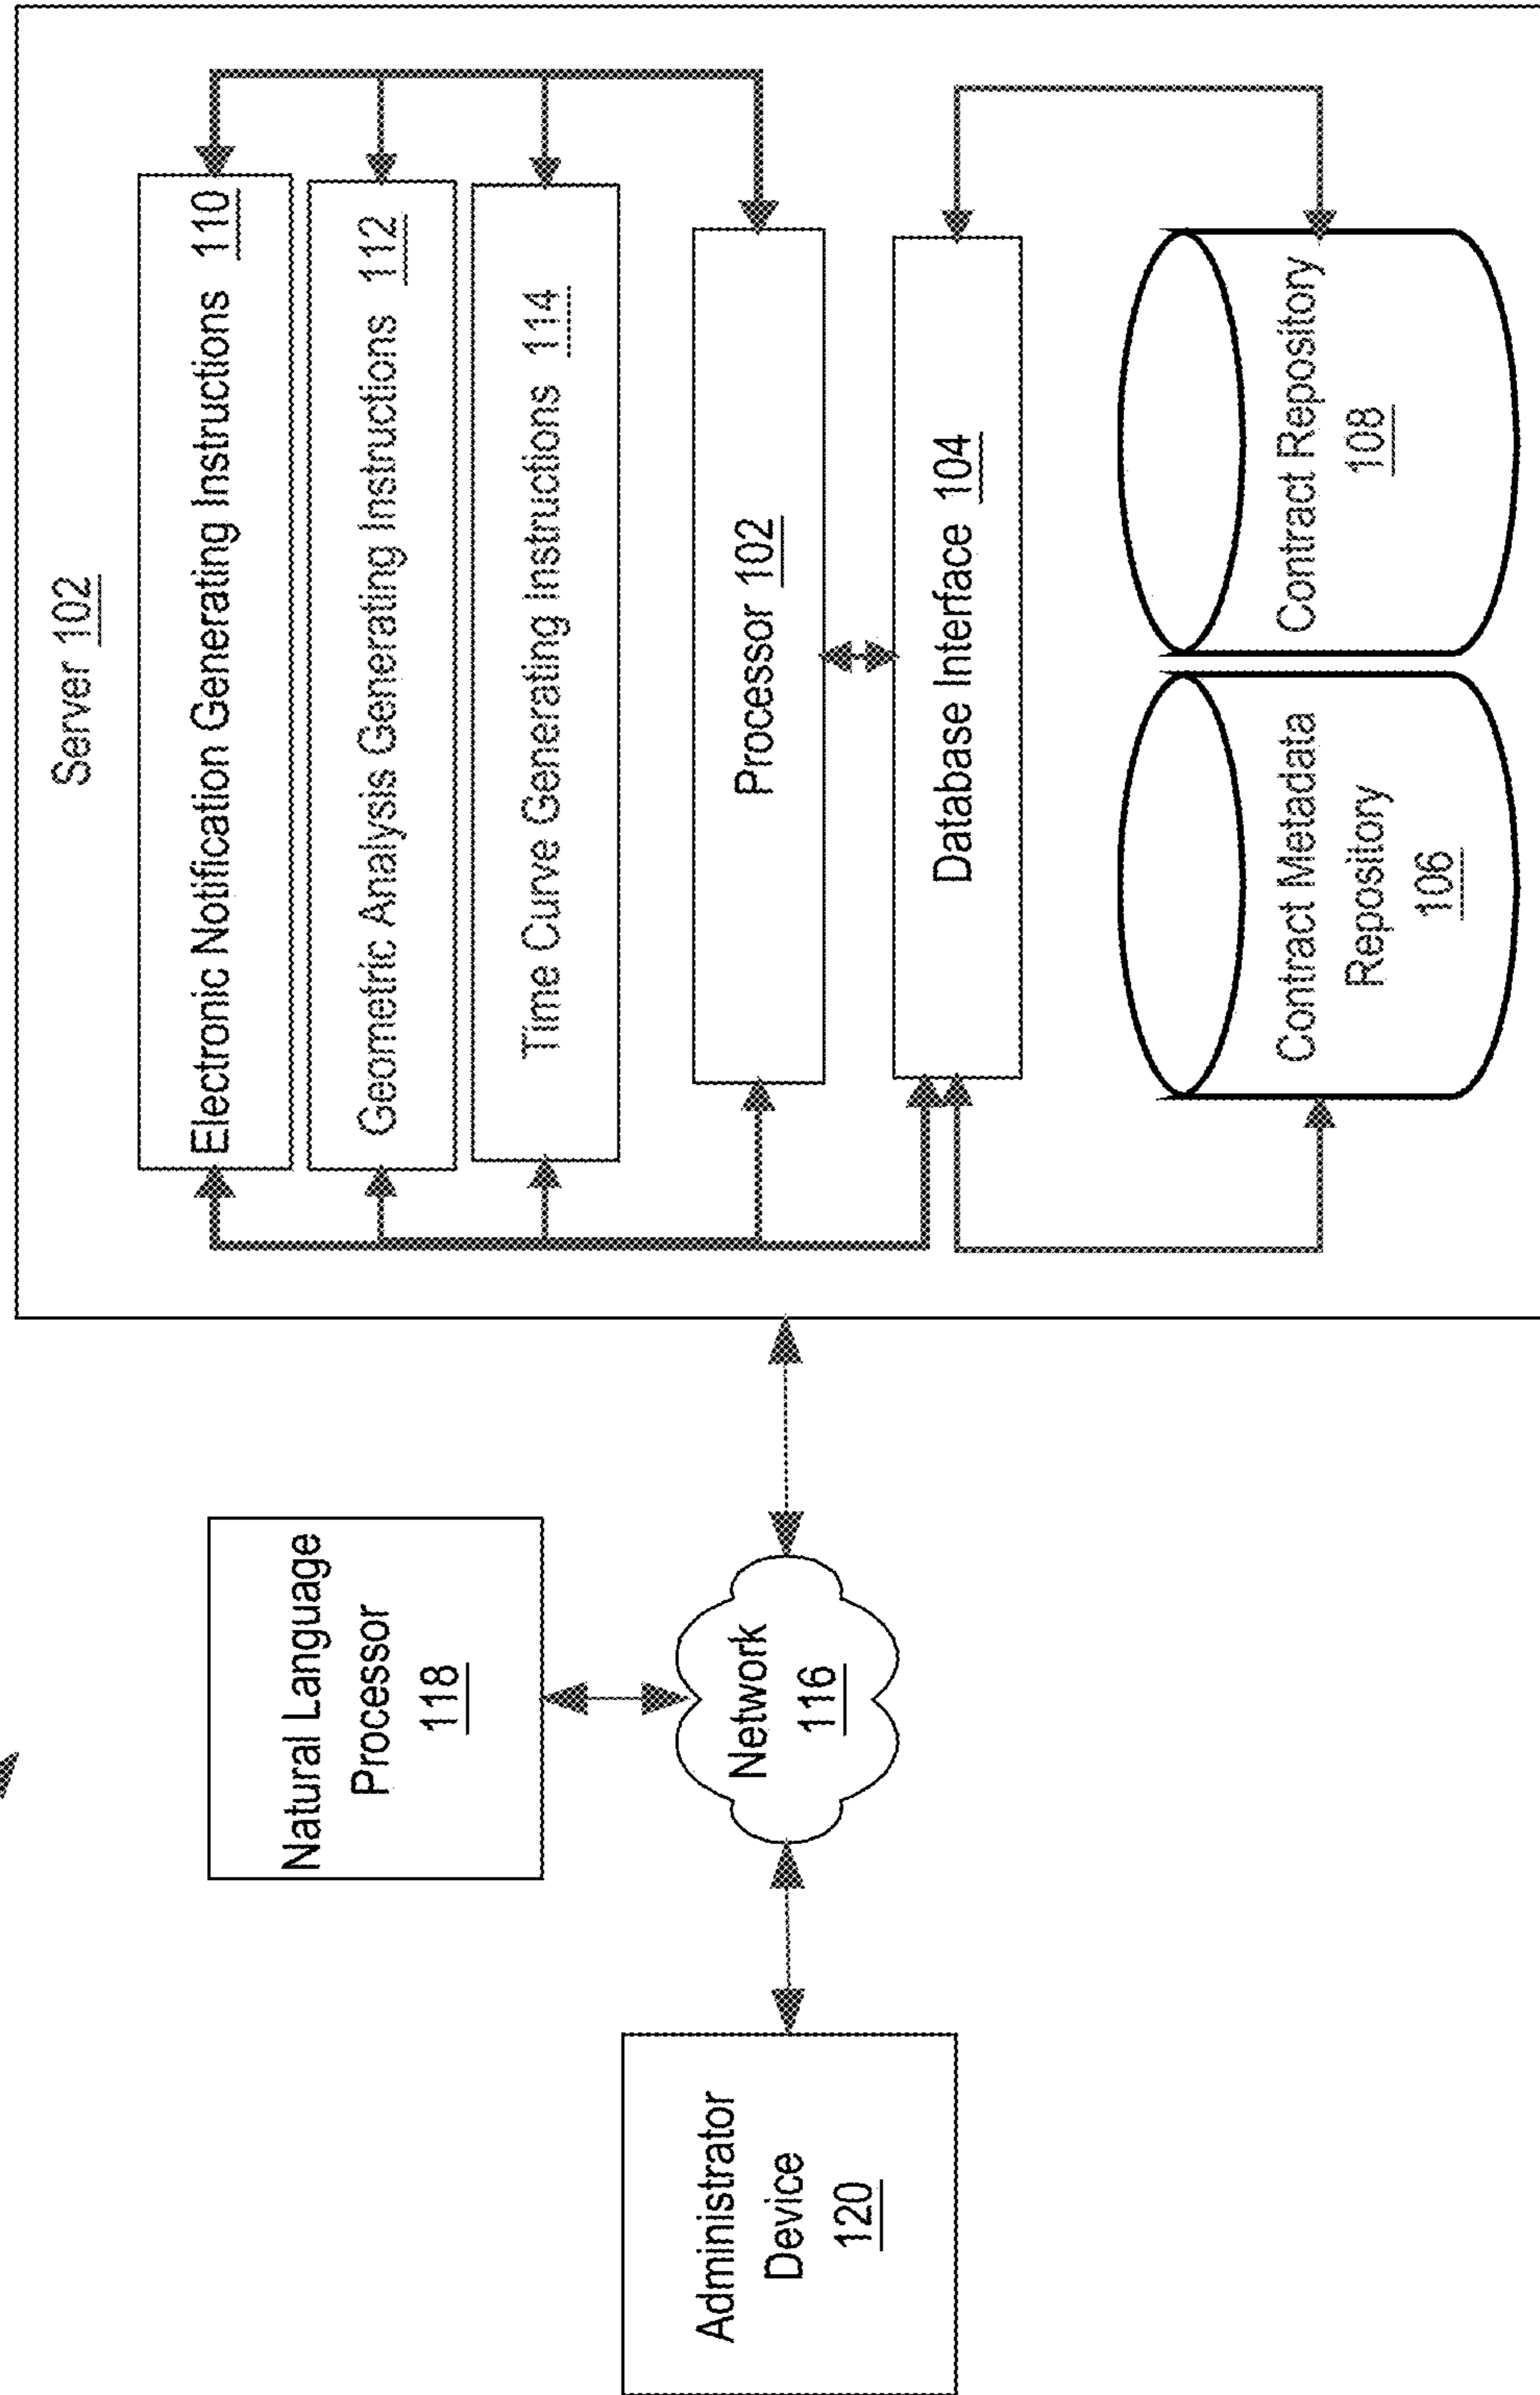 Server 102
Electronic Notification Generating Instructions 110
Geometric Analysis Generating Instructions 112
Time Curve Generating Instructions 114
Processor 102
Database Interface 104
Contract Metadata
Repository
106
Contract Repository
108
Natural Language
Processor
118
Network
116
Administrator
Device
120